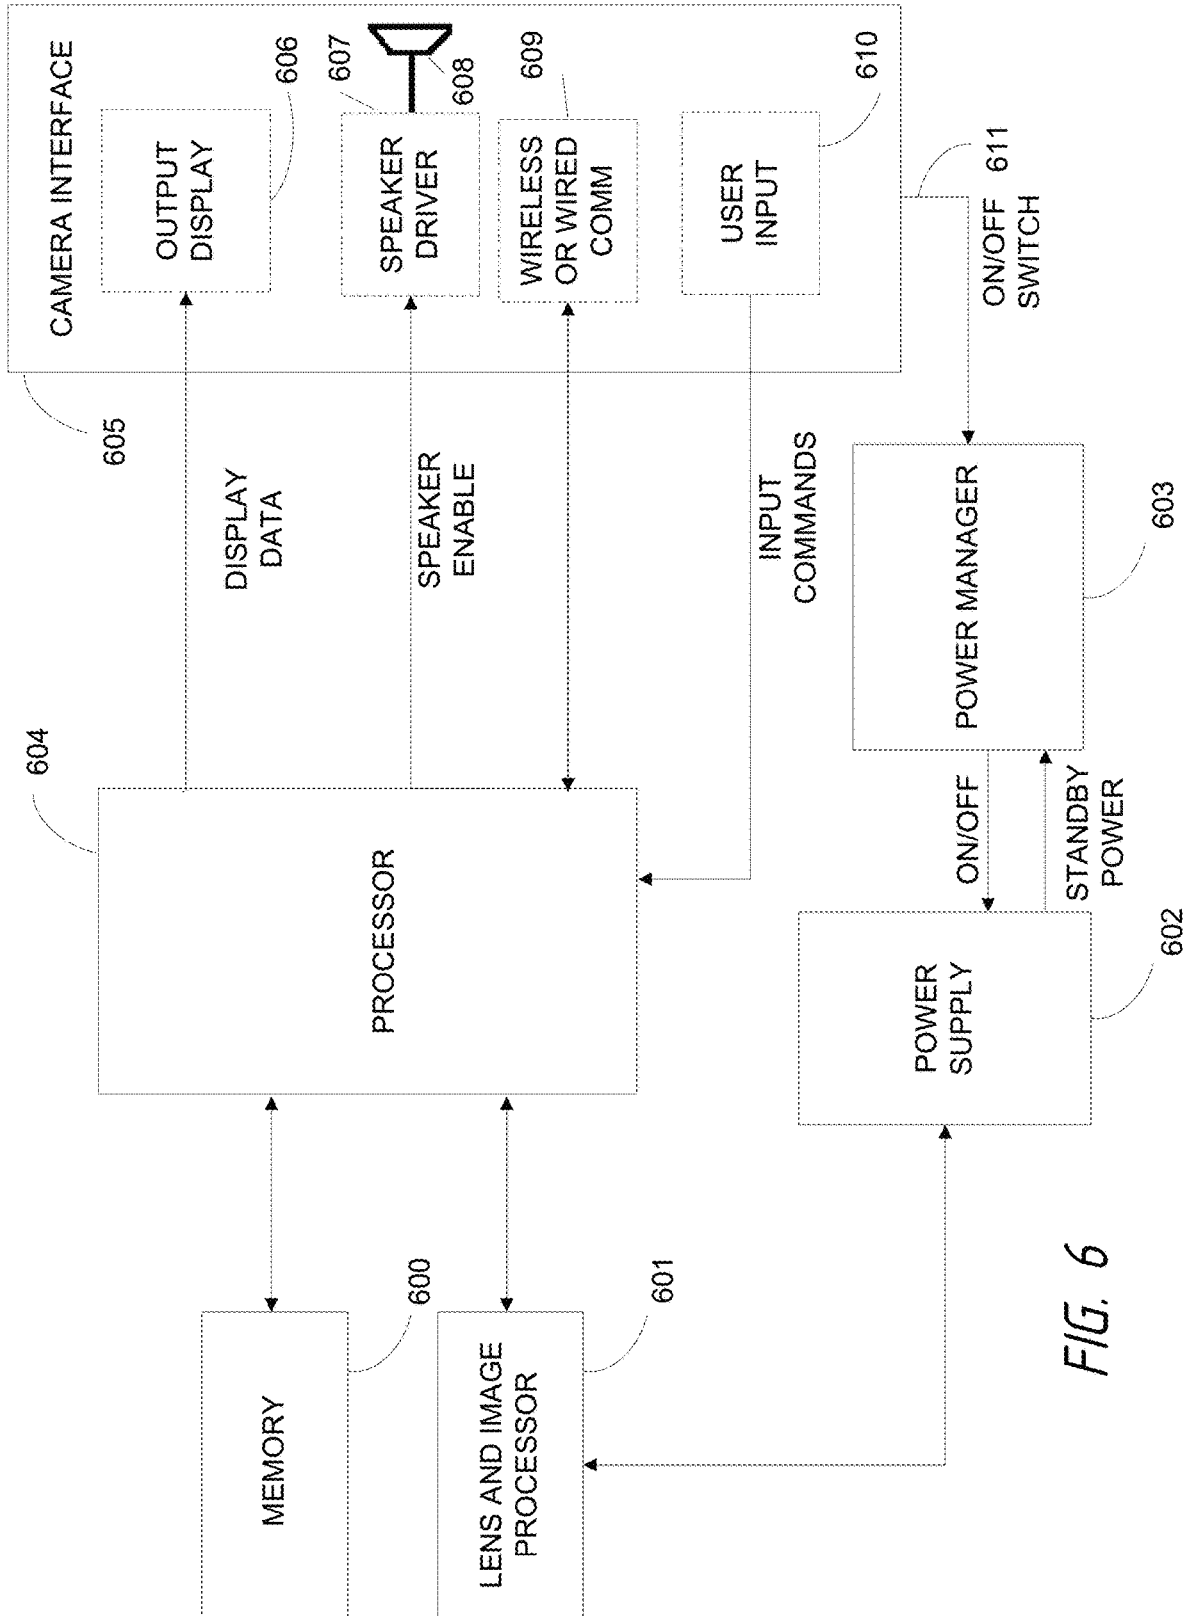 CAMERA INTERFACE
605
OUTPUT
DISPLAY
606
607
608
SPEAKER
DRIVER
609
WIRELESS
OR WIRED
COMM
610
USER
INPUT
611
ON/OFF
SWITCH
DISPLAY
DATA
SPEAKER
ENABLE
INPUT
COMMANDS
604
PROCESSOR
POWER MANAGER
603
ON/OFF
STANDBY
POWER
POWER
SUPPLY
602
MEMORY
600
LENS AND IMAGE
PROCESSOR
601
FIG. 6